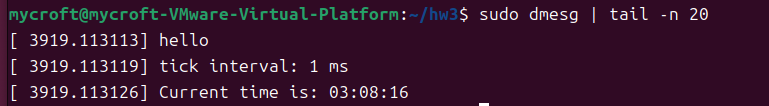 mycroft@mycroft-VMware-Virtual-Platform:~/hw3$ sudo dmesg | tail -n 20
[ 3919.113113] hello
[ 3919.113119] tick interval: 1 ms
[ 3919.113126] Current time is: 03:08:16